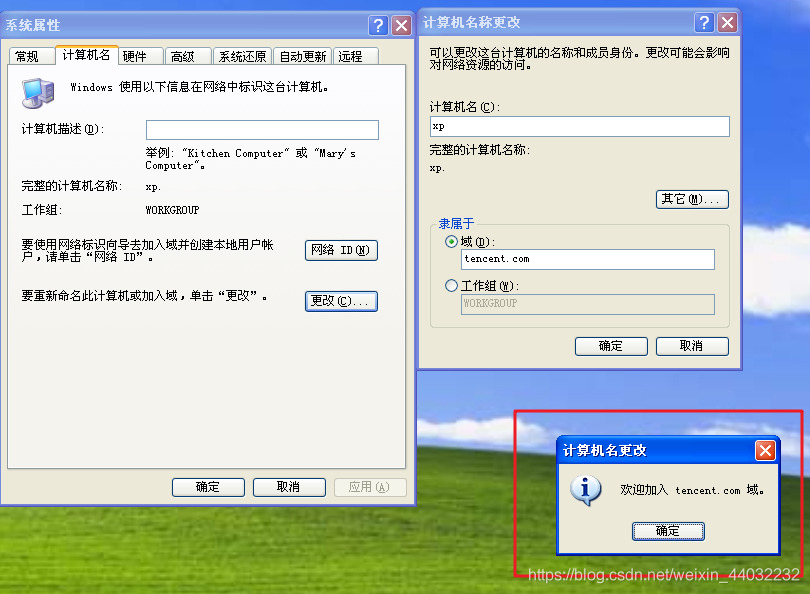 系统属性
常规 计算机名 硬件 高级 系统还原 自动更新 远程
Windows 使用以下信息在网络中标识这台计算机。
计算机描述(D):
举例: "Kitchen Computer" 或 "Mary's
Computer"。
完整的计算机名称: xp.
工作组: WORKGROUP
要使用网络标识向导去加入域并创建本地用户帐
户，请单击“网络 ID”。
网络 ID(N)
要重新命名此计算机或加入域，单击“更改”。
更改(C)...
确定 取消 应用(A)
计算机名称更改
可以更改这台计算机的名称和成员身份。更改可能会影响
对网络资源的访问。
计算机名(C):
xp
完整的计算机名称:
xp.
其它(M)...
隶属于
域(D):
tencent.com
工作组(W):
WORKGROUP
确定 取消
计算机名更改
欢迎加入 tencent.com 域。
确定
https://blog.csdn.net/weixin_44032232